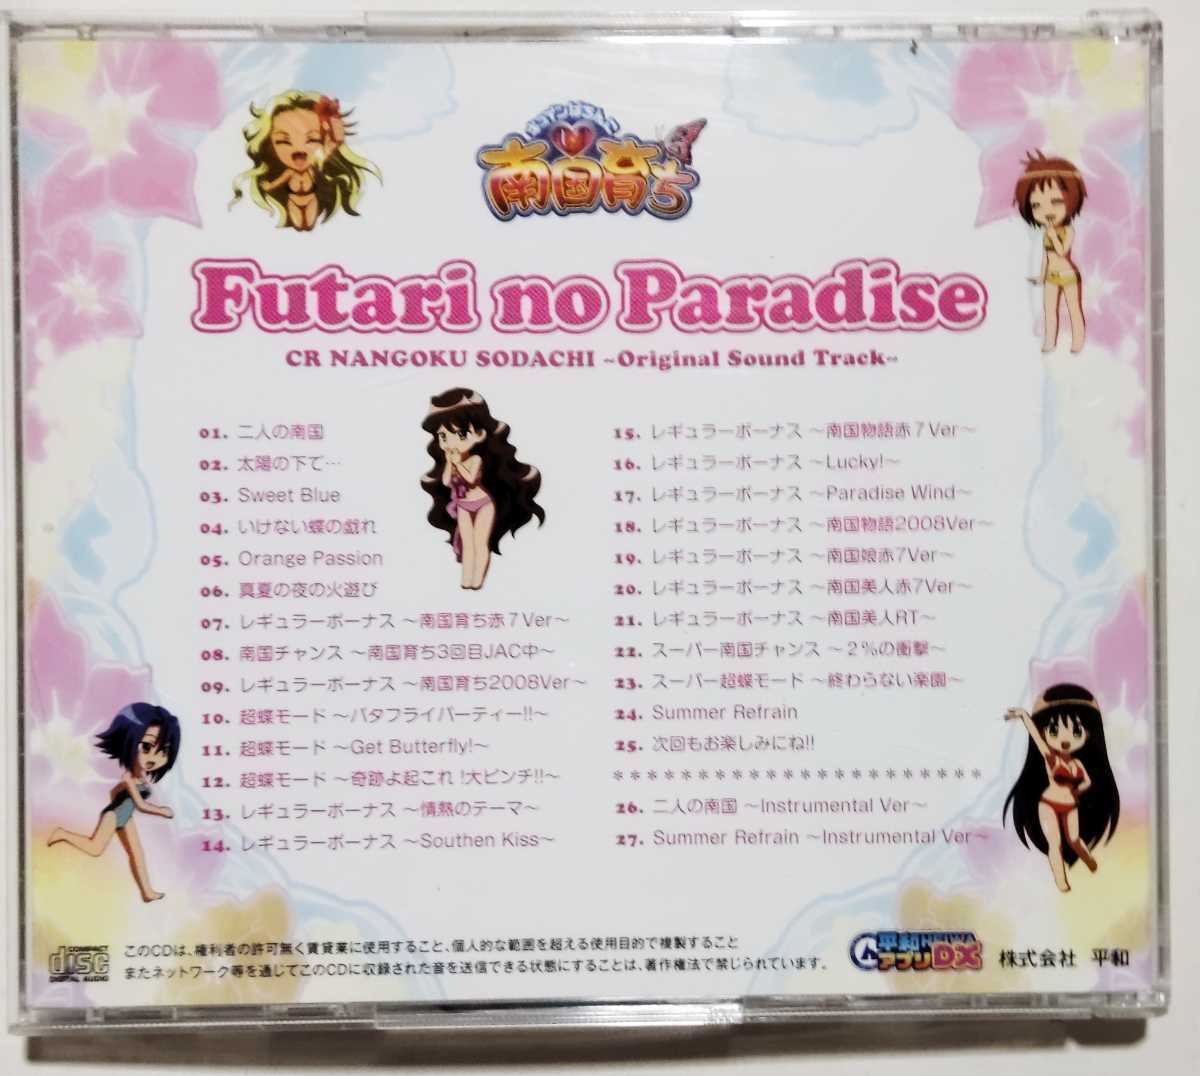 南国育ち
Futari no Paradise
CR NANGOKU SODACHI ~Original Sound Track~
01. 二人の南国
02. 太陽の下で…
03. Sweet Blue
04. いけない蝶の戯れ
05. Orange Passion
06. 真夏の夜の火遊び
07. レギュラーボーナス ～南国育ち赤7Ver～
08. 南国チャンス ～南国育ち3回目JAC中～
09. レギュラーボーナス ～南国育ち2008Ver～
10. 超蝶モード ～バタフライパーティー!!～
11. 超蝶モード ～Get Butterfly!～
12. 超蝶モード ～奇跡よ起これ!大ピンチ!!～
13. レギュラーボーナス ～情熱のテーマ～
14. レギュラーボーナス ～Southen Kiss～
15. レギュラーボーナス ～南国物語赤7Ver～
16. レギュラーボーナス ～Lucky!～
17. レギュラーボーナス ～Paradise Wind～
18. レギュラーボーナス ～南国物語2008Ver～
19. レギュラーボーナス ～南国娘赤7Ver～
20. レギュラーボーナス ～南国美人赤7Ver～
21. レギュラーボーナス ～南国美人RT～
22. スーパー南国チャンス ～2%の衝撃～
23. スーパー超蝶モード ～終わらない楽園～
24. Summer Refrain
25. 次回もお楽しみにね!!
＊＊＊＊＊＊＊＊＊＊＊＊＊＊＊＊＊＊＊＊＊＊
26. 二人の南国 ～Instrumental Ver～
27. Summer Refrain ～Instrumental Ver～
COMPACT
disc
DIGITAL AUDIO
このCDは、権利者の許可無く賃貸業に使用すること、個人的な範囲を超える使用目的で複製すること
またネットワーク等を通じてこのCDに収録された音を送信できる状態にすることは、著作権法で禁じられています。
平和 HEIWA
アプリDX
株式会社 平和